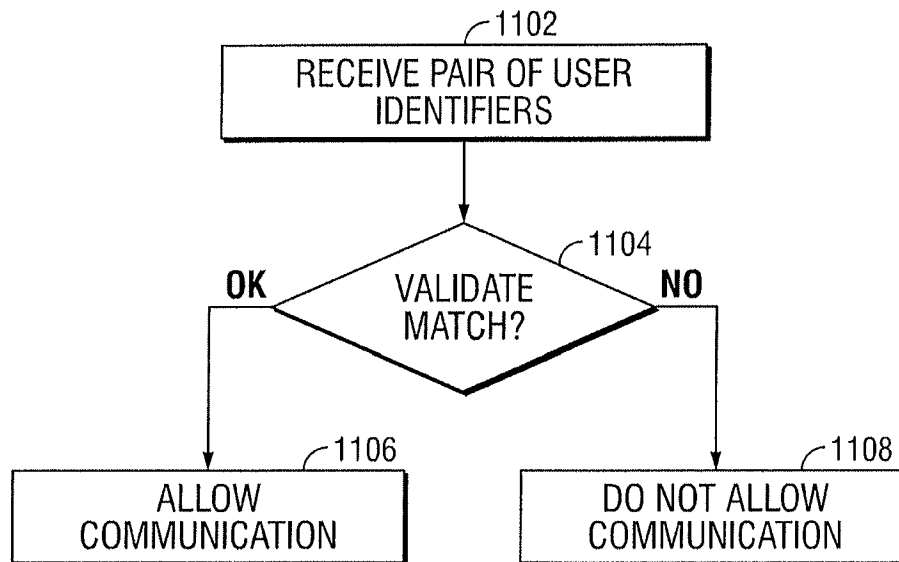 1102
RECEIVE PAIR OF USER
IDENTIFIERS
1104
OK
VALIDATE
MATCH?
NO
1106
ALLOW
COMMUNICATION
1108
DO NOT ALLOW
COMMUNICATION